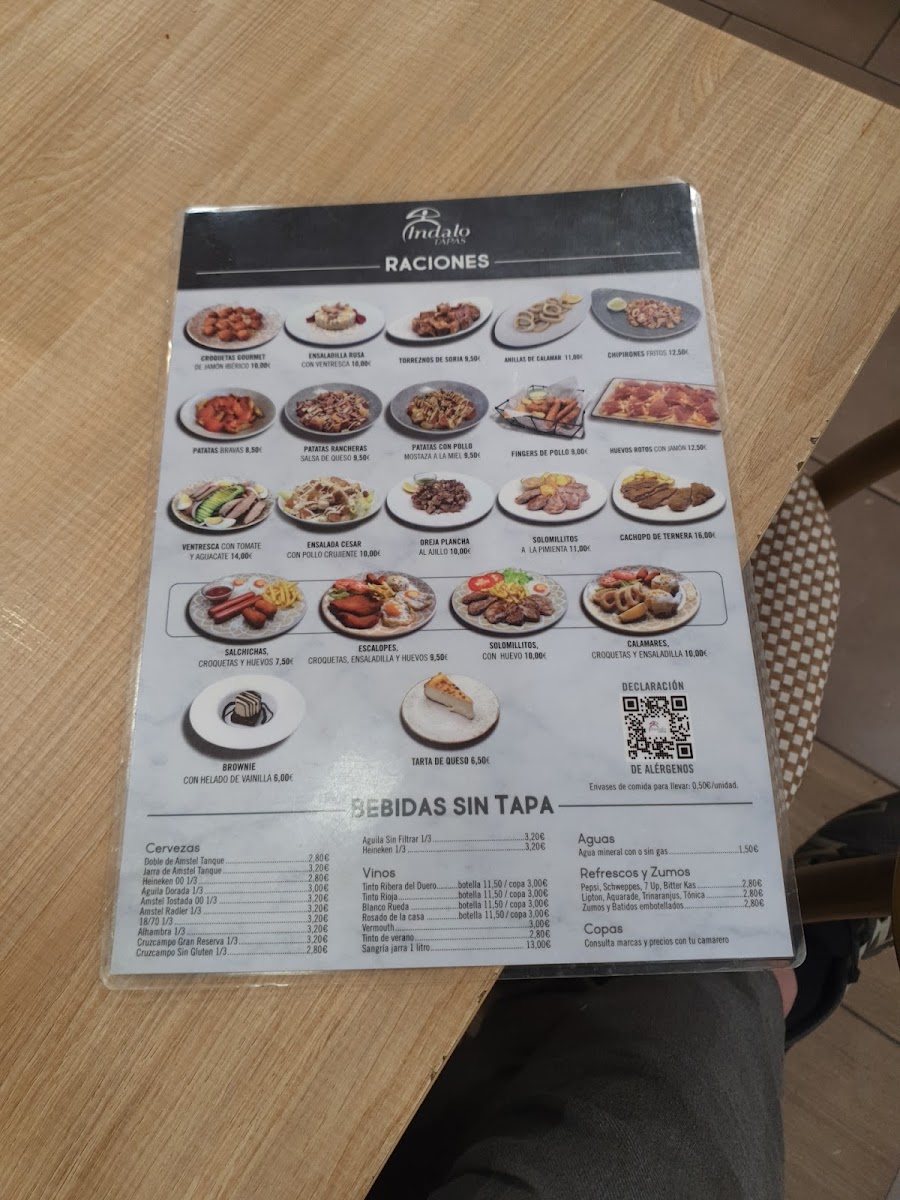 Indalo
TAPAS
RACIONES
CROQUETAS GOURMET
DE JAMÓN IBÉRICO 10,00€
ENSALADILLA RUSA
CON VENTRESCA 10,00€
TORREZNOS DE SORIA 9,50€
ANILLAS DE CALAMAR 11,00€
CHIPIRONES FRITOS 12,50€
PATATAS BRAVAS 8,50€
PATATAS RANCHERAS
SALSA DE QUESO 9,50€
PATATAS CON POLLO
MOSTAZA A LA MIEL 9,50€
FINGERS DE POLLO 9,00€
HUEVOS ROTOS CON JAMÓN 12,50€
VENTRESCA CON TOMATE
Y AGUACATE 14,00€
ENSALADA CESAR
CON POLLO CRUJIENTE 10,00€
OREJA PLANCHA
AL AJILLO 10,00€
SOLOMILLITOS
A LA PIMIENTA 11,00€
CACHOPO DE TERNERA 16,00€
SALCHICHAS,
CROQUETAS Y HUEVOS 7,50€
ESCALOPES,
CROQUETAS, ENSALADILLA Y HUEVOS 9,50€
SOLOMILLITOS,
CON HUEVO 10,00€
CALAMARES,
CROQUETAS Y ENSALADILLA 10,00€
BROWNIE
CON HELADO DE VAINILLA 6,00€
TARTA DE QUESO 6,50€
DECLARACIÓN
DE ALÉRGENOS
Envases de comida para llevar: 0,50€/unidad.
BEBIDAS SIN TAPA
Cervezas
Doble de Amstel Tanque 2,80€
Jarra de Amstel Tanque 3,20€
Heineken 00 1/3 2,80€
Aguila Dorada 1/3 3,00€
Amstel Tostada 00 1/3 3,20€
Amstel Radler 1/3 3,20€
18/70 1/3 3,20€
Alhambra 1/3 3,20€
Cruzcampo Gran Reserva 1/3 3,20€
Cruzcampo Sin Gluten 1/3 2,80€
Aguila Sin Filtrar 1/3 3,20€
Heineken 1/3 3,20€
Vinos
Tinto Ribera del Duero botella 11,50 / copa 3,00€
Tinto Rioja botella 11,50 / copa 3,00€
Blanco Rueda botella 11,50 / copa 3,00€
Rosado de la casa botella 11,50 / copa 3,00€
Vermouth 3,00€
Tinto de verano 2,80€
Sangría jarra 1 litro 13,00€
Aguas
Agua mineral con o sin gas 1,50€
Refrescos y Zumos
Pepsi, Schweppes, 7 Up, Bitter Kas 2,80€
Lipton, Aquarade, Trinaranjus, Tónica 2,80€
Zumos y Batidos embotellados 2,80€
Copas
Consulta marcas y precios con tu camarero